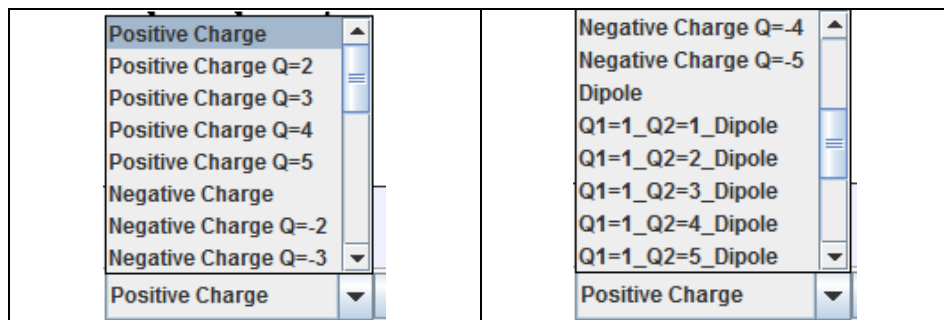 Positive Charge
Positive Charge Q=2
Positive Charge Q=3
Positive Charge Q=4
Positive Charge Q=5
Negative Charge
Negative Charge Q=-2
Negative Charge Q=-3
Positive Charge
Negative Charge Q=-4
Negative Charge Q=-5
Dipole
Q1=1_Q2=1_Dipole
Q1=1_Q2=2_Dipole
Q1=1_Q2=3_Dipole
Q1=1_Q2=4_Dipole
Q1=1_Q2=5_Dipole
Positive Charge